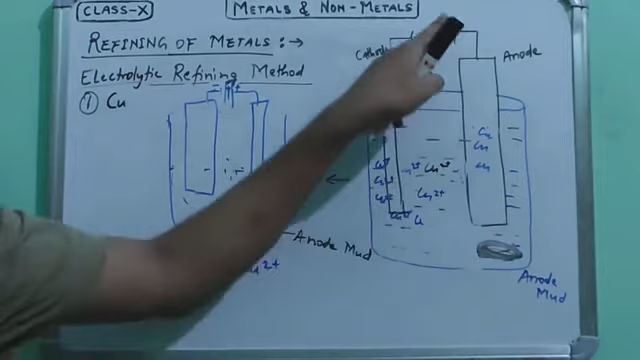 CLASS-X
METALS & NON-METALS
REFINING OF METALS :→
Electrolytic Refining Method
① Cu
Anode
Cu
Cu
Cu
Cu2+
Cu2+
Anode Mud
Anode
Mud